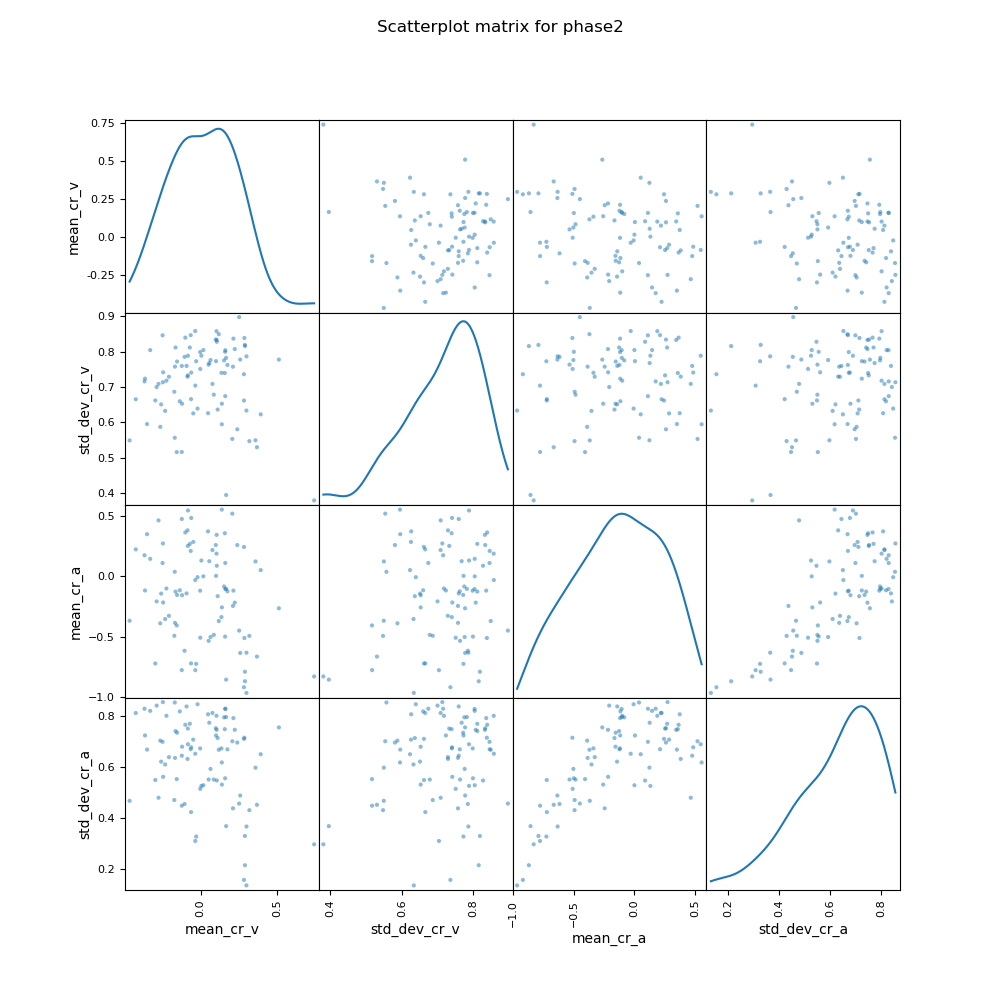 Scatterplot matrix for phase2
0.75
0.5
0.25
0.0
-0.25
mean_cr_v
0.9
0.8
0.7
0.6
0.5
0.4
std_dev_cr_v
0.5
0.0
−0.5
−1.0
mean_cr_a
0.8
0.6
0.4
0.2
std_dev_cr_a
0.0 0.5 0.4 0.6 0.8 −1.0 −0.5 0.0 0.5 0.2 0.4 0.6 0.8
mean_cr_v std_dev_cr_v mean_cr_a std_dev_cr_a